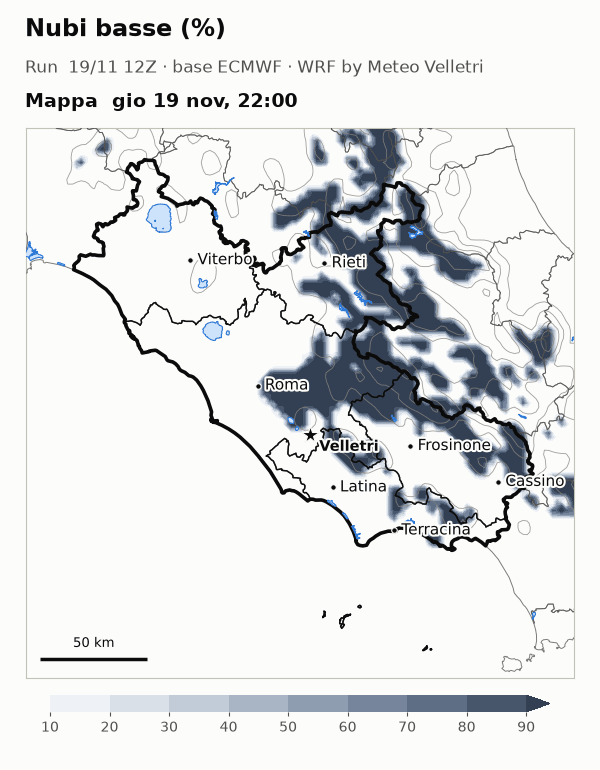 Nubi basse (%)
Run 19/11 12Z · base ECMWF · WRF by Meteo Velletri
Mappa gio 19 nov, 22:00
Viterbo
Rieti
Roma
Velletri
Frosinone
Latina
Cassino
Terracina
50 km
10 20 30 40 50 60 70 80 90